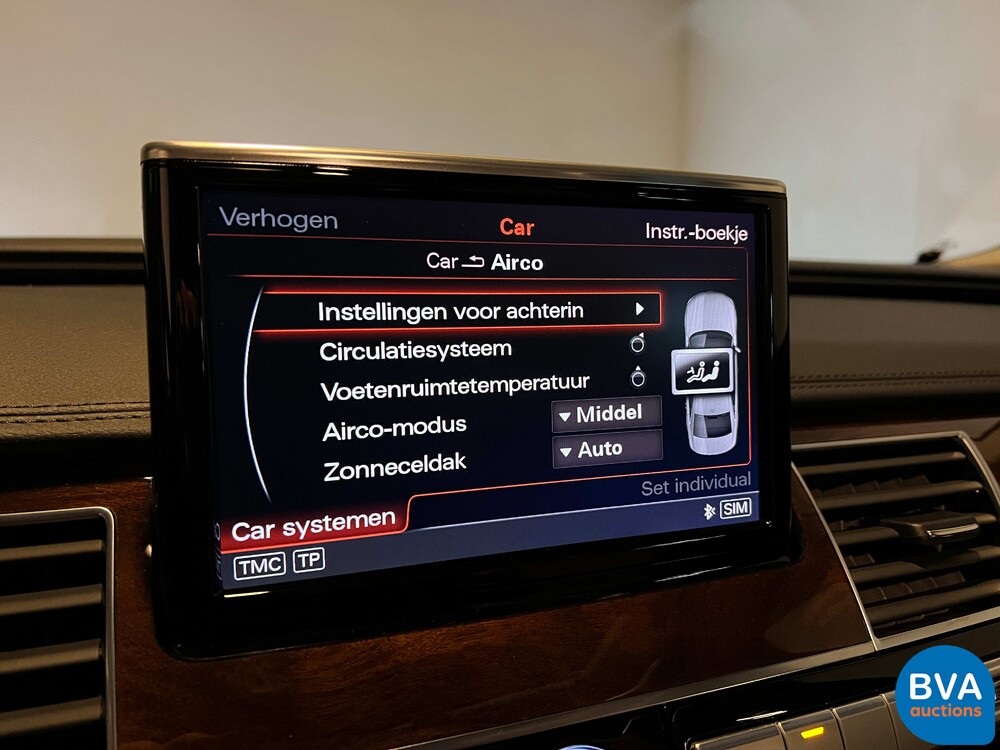 Verhogen
Car
Instr.-boekje
Car Airco
Instellingen voor achterin
Circulatiesysteem
Voetenruimtetemperatuur
Airco-modus
Middel
Zonneceldak
Auto
Set individual
Car systemen
SIM
TMC TP
BVA
auctions